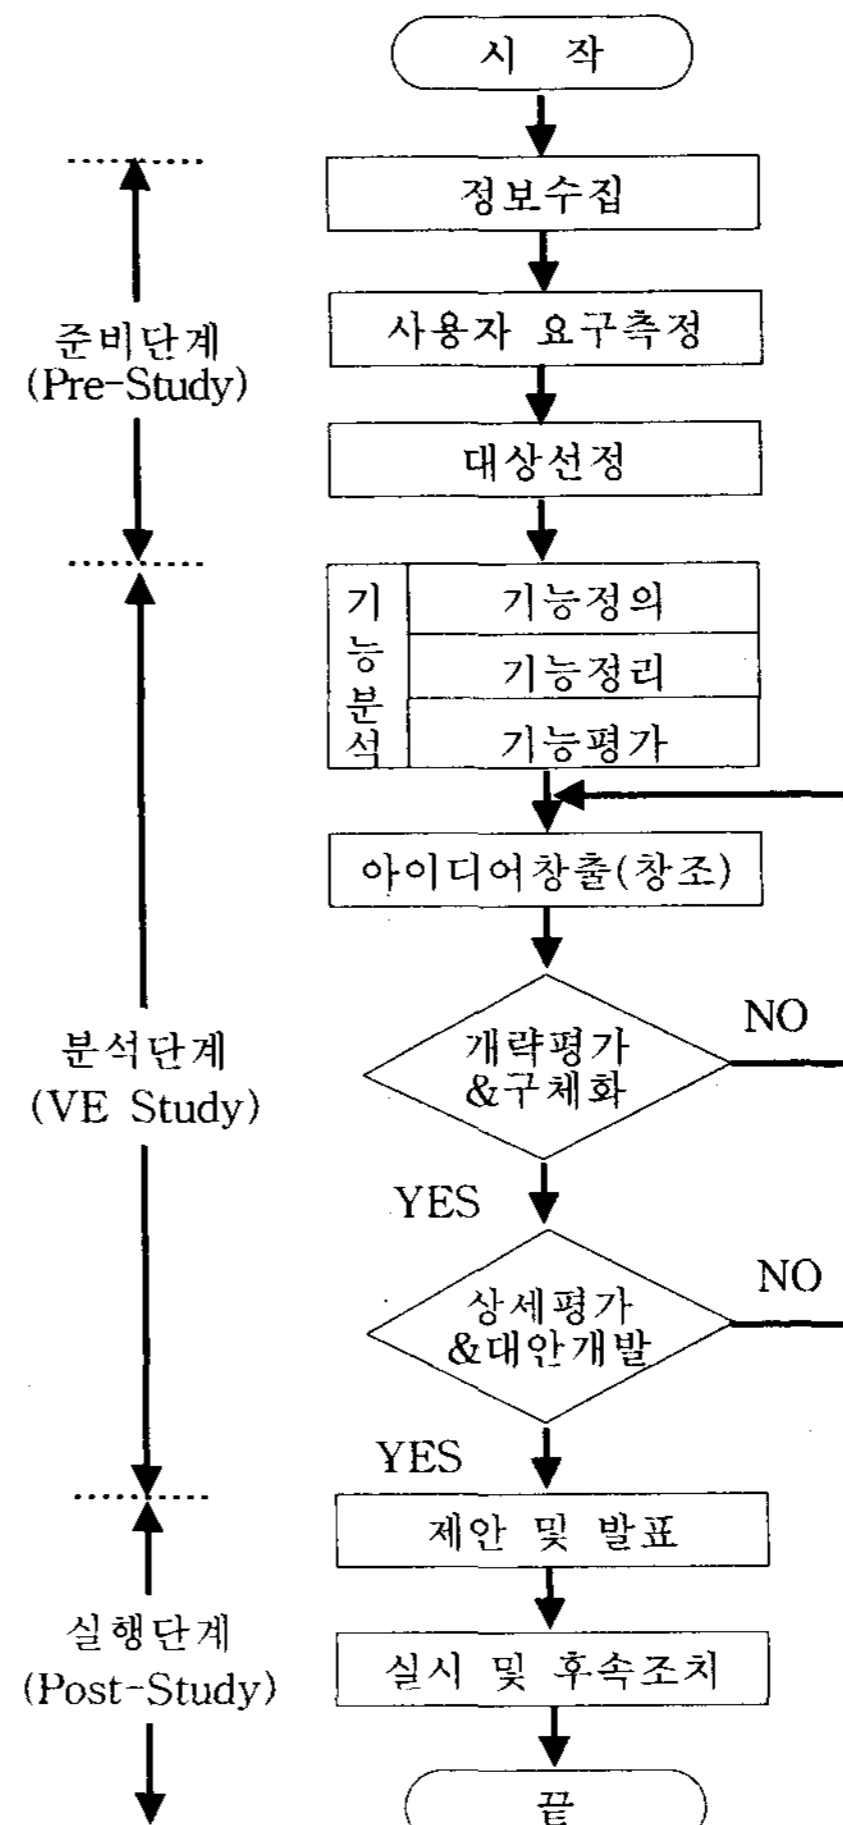 시 작
정보수집
사용자 요구측정
준비단계
(Pre-Study)
대상선정
기능분석
기능정의
기능정리
기능평가
아이디어창출(창조)
개략평가
&구체화
NO
분석단계
(VE Study)
YES
상세평가
&대안개발
NO
YES
제안 및 발표
실행단계
(Post-Study)
실시 및 후속조치
끝